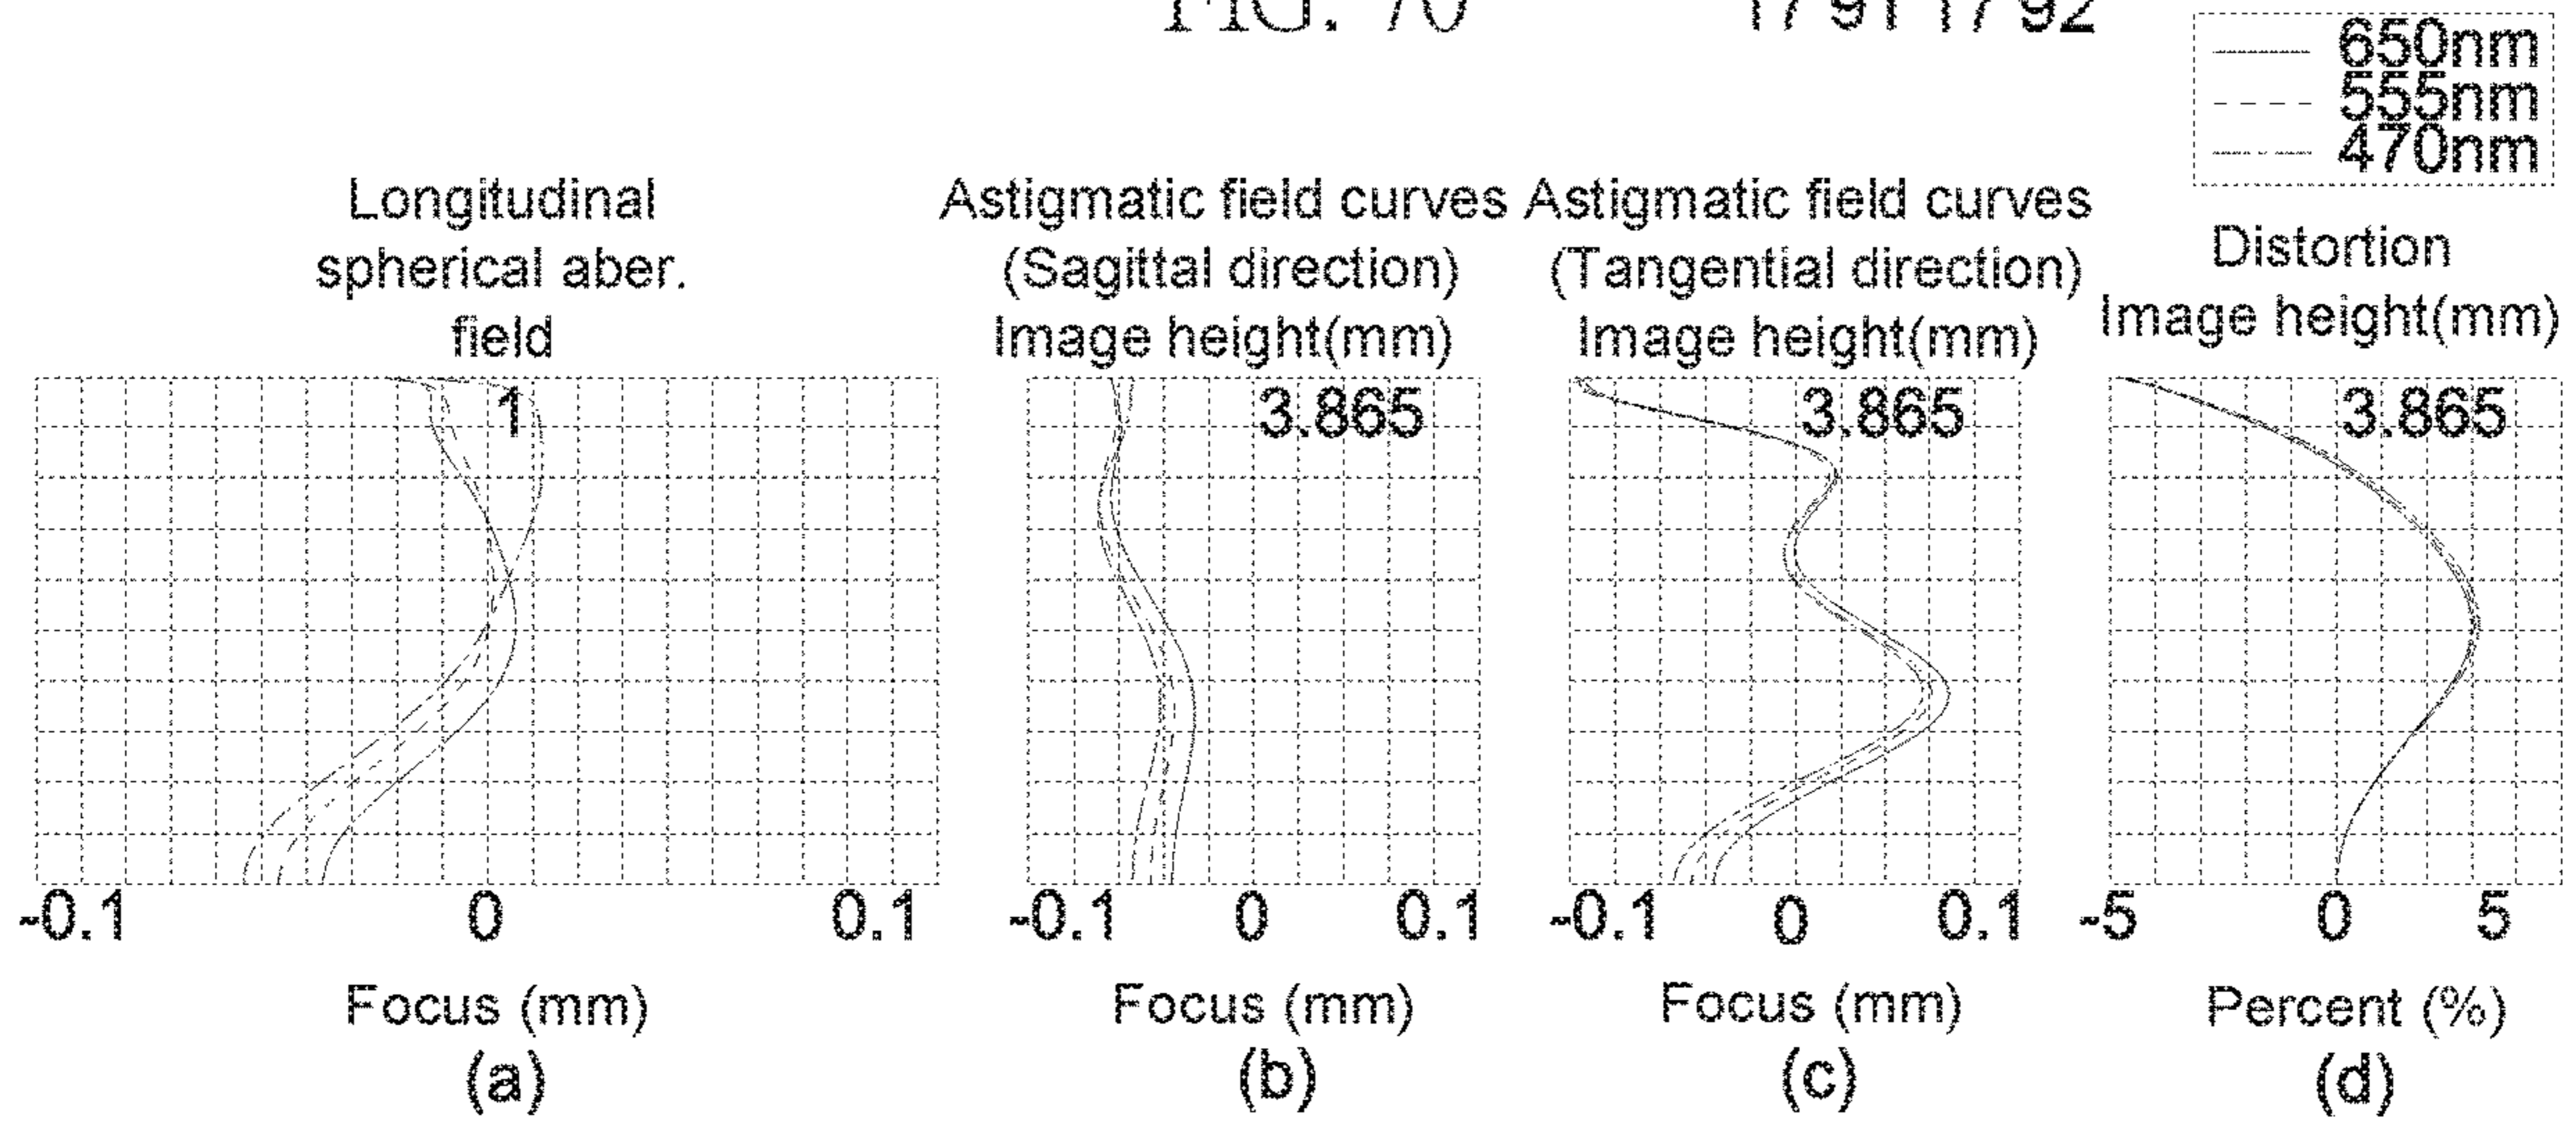 FIG. 70
650nm
555nm
470nm
Longitudinal
spherical aber.
field
1
-0.1 0 0.1
Focus (mm)
(a)
Astigmatic field curves
(Sagittal direction)
Image height(mm)
3.865
-0.1 0 0.1
Focus (mm)
(b)
Astigmatic field curves
(Tangential direction)
Image height(mm)
3.865
-0.1 0 0.1
Focus (mm)
(c)
Distortion
Image height(mm)
3.865
-5 0 5
Percent (%)
(d)